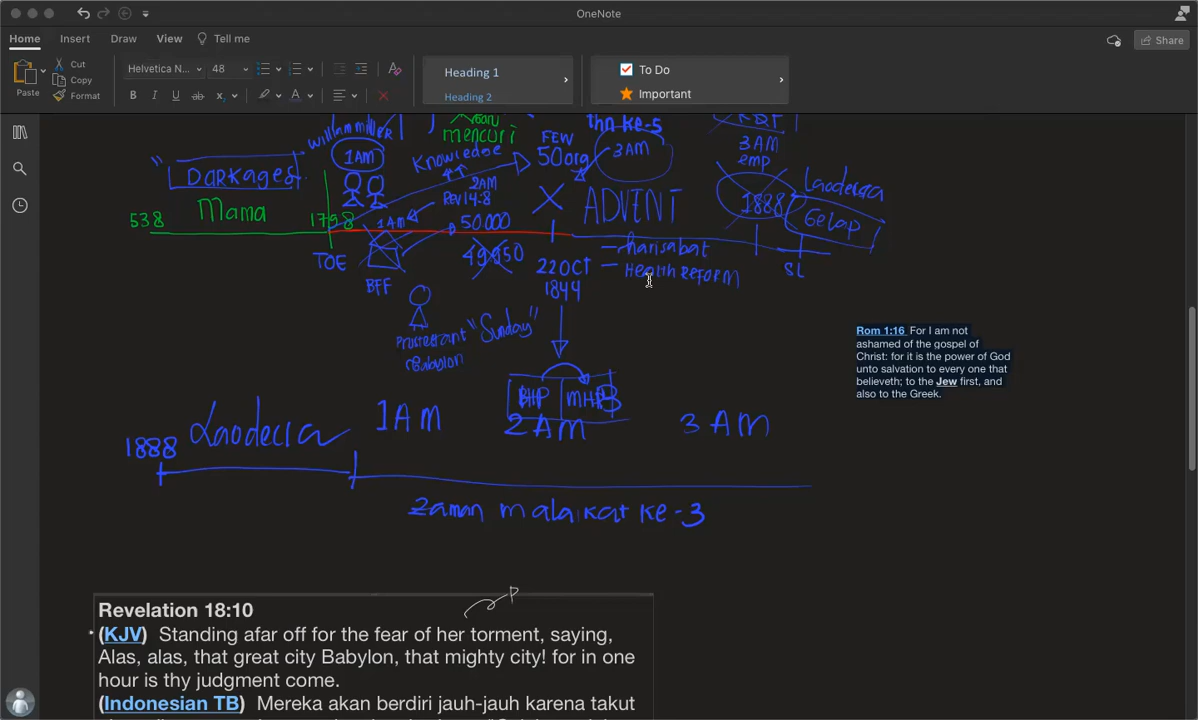 OneNote
Home Insert Draw View Tell me
Share
Paste
Cut
Copy
Format
Helvetica N... 48
B I U
Heading 1
Heading 2
To Do
Important
William miller
1AM
mencuri
Knowledge
FEW
50org
thn ke-5
3AM
3AM
emp
"DARKAGES
538 Mama 1798
2AM
Rev 14-8
1AM
50.000
49950
X ADVENT
1888
Laodecea
Gelap
TOE
BFF
22 OCT
1844
- harisabat
- Health REFORM
SL
"Sunday"
Babylon
Rom 1:16 For I am not
ashamed of the gospel of
Christ: for it is the power of God
unto salvation to every one that
believeth; to the Jew first, and
also to the Greek.
1888 Laodecia 1AM 2AM 3AM
Zaman malaikat ke-3
Revelation 18:10
(KJV) Standing afar off for the fear of her torment, saying,
Alas, alas, that great city Babylon, that mighty city! for in one
hour is thy judgment come.
(Indonesian TB) Mereka akan berdiri jauh-jauh karena takut